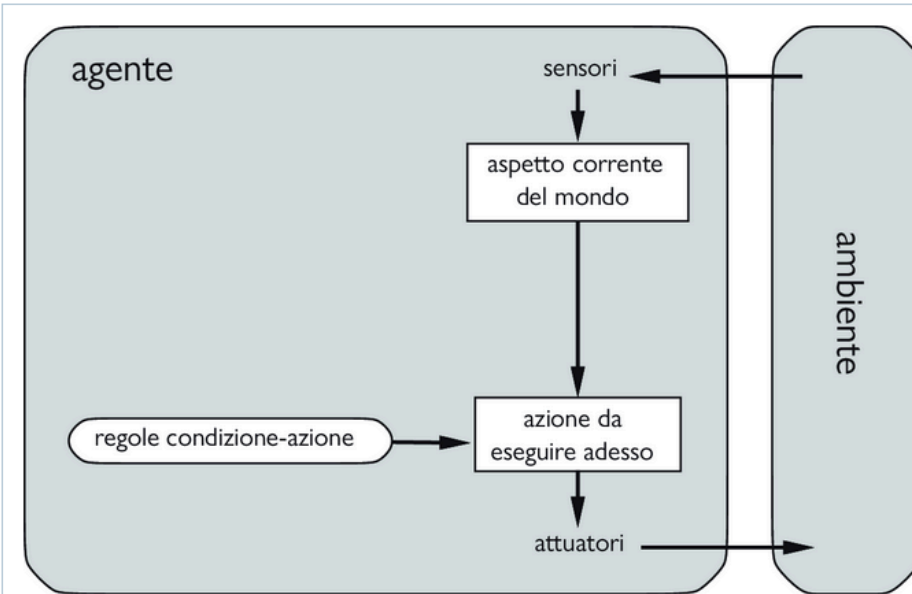 agente
sensori
aspetto corrente
del mondo
ambiente
regole condizione-azione
azione da
eseguire adesso
attuatori